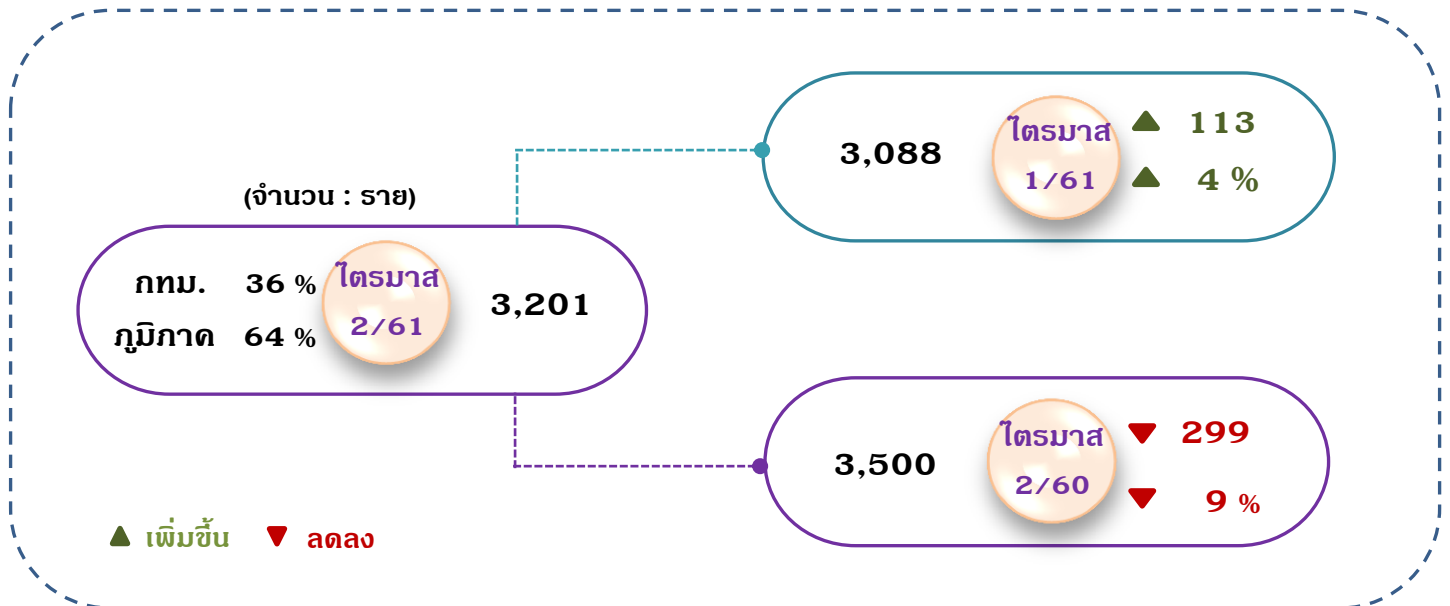 (จำนวน : ราย)
กทม. 36 %
ภูมิภาค 64 %
ไตรมาส
2/61
3,201
3,088
ไตรมาส
1/61
▲ 113
▲ 4 %
3,500
ไตรมาส
2/60
▼ 299
▼ 9 %
▲ เพิ่มขึ้น ▼ ลดลง